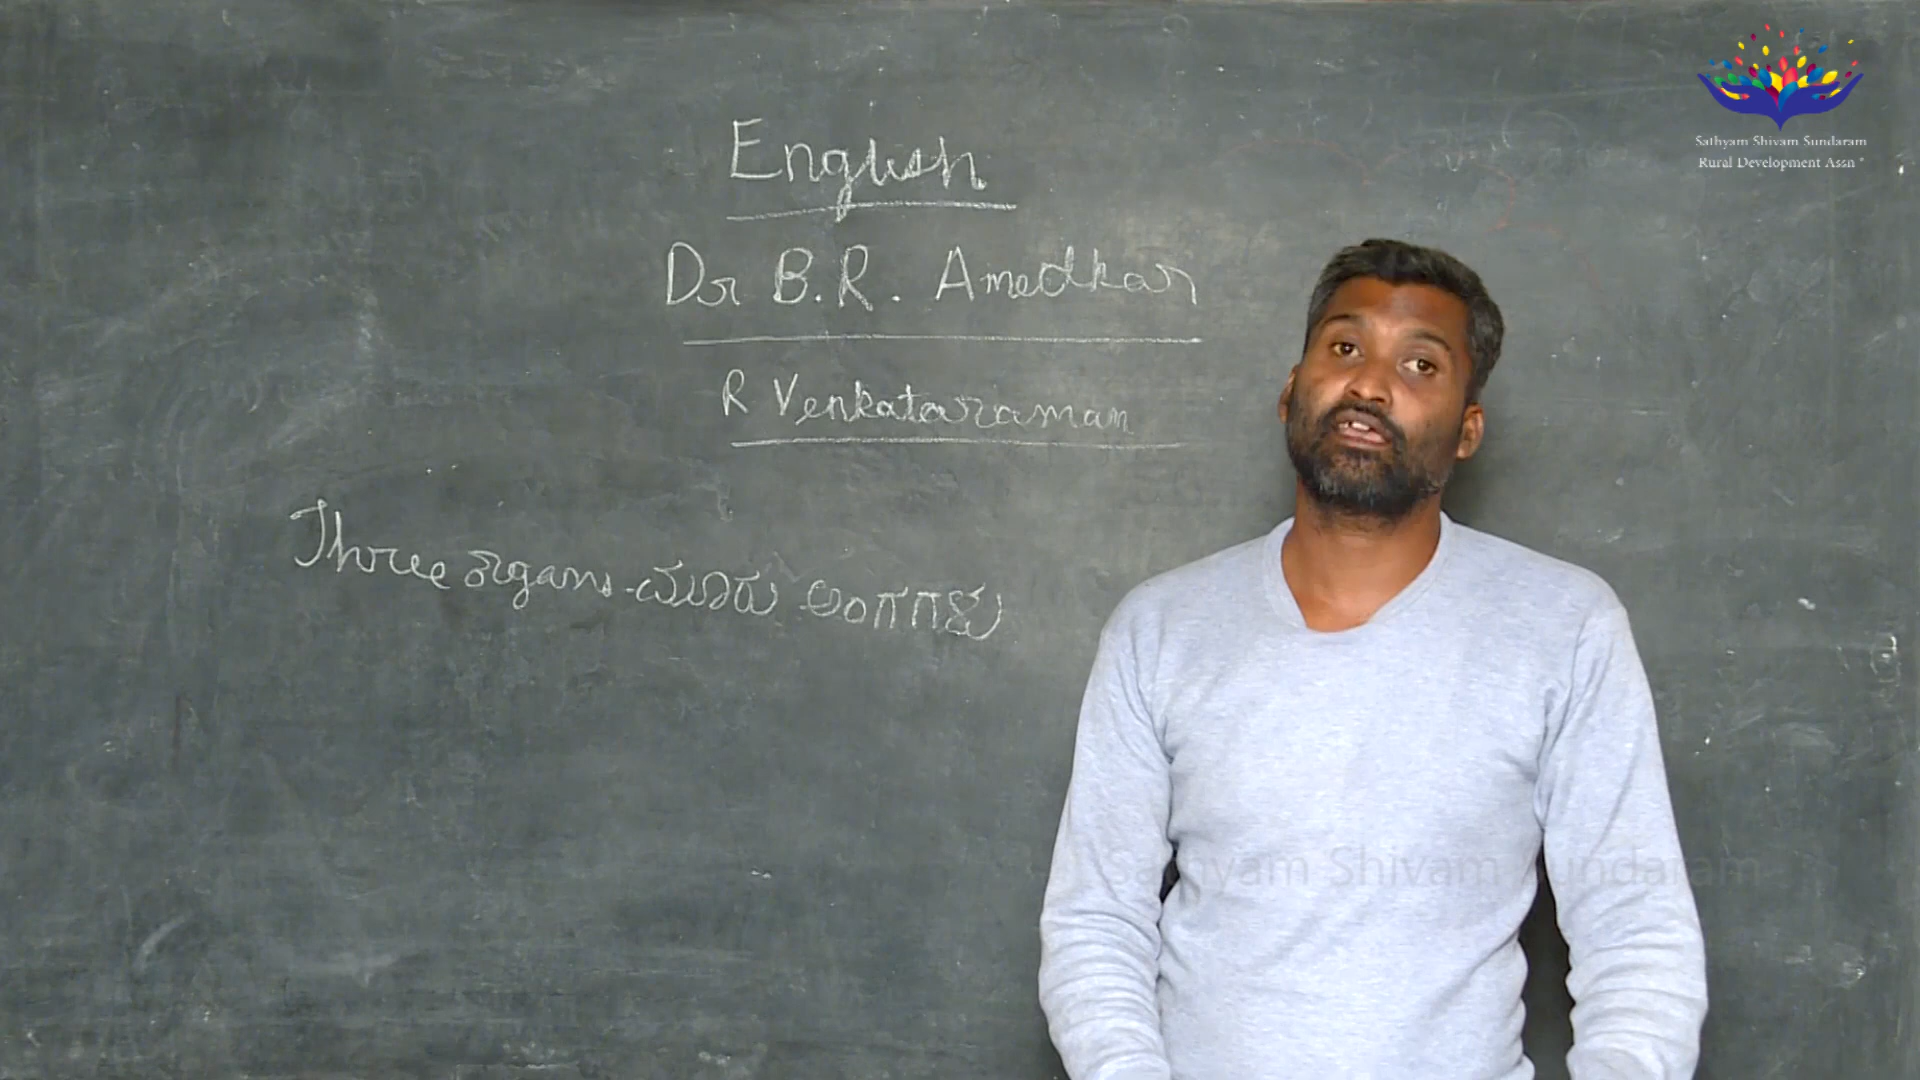 Sathyam Shivam Sundaram
Rural Development Assn
English
Dr B.R. Amedkar
R Venkataraman
Three organs - ಮೂರು ಅಂಗಗಳು
Sathyam Shivam Sundaram